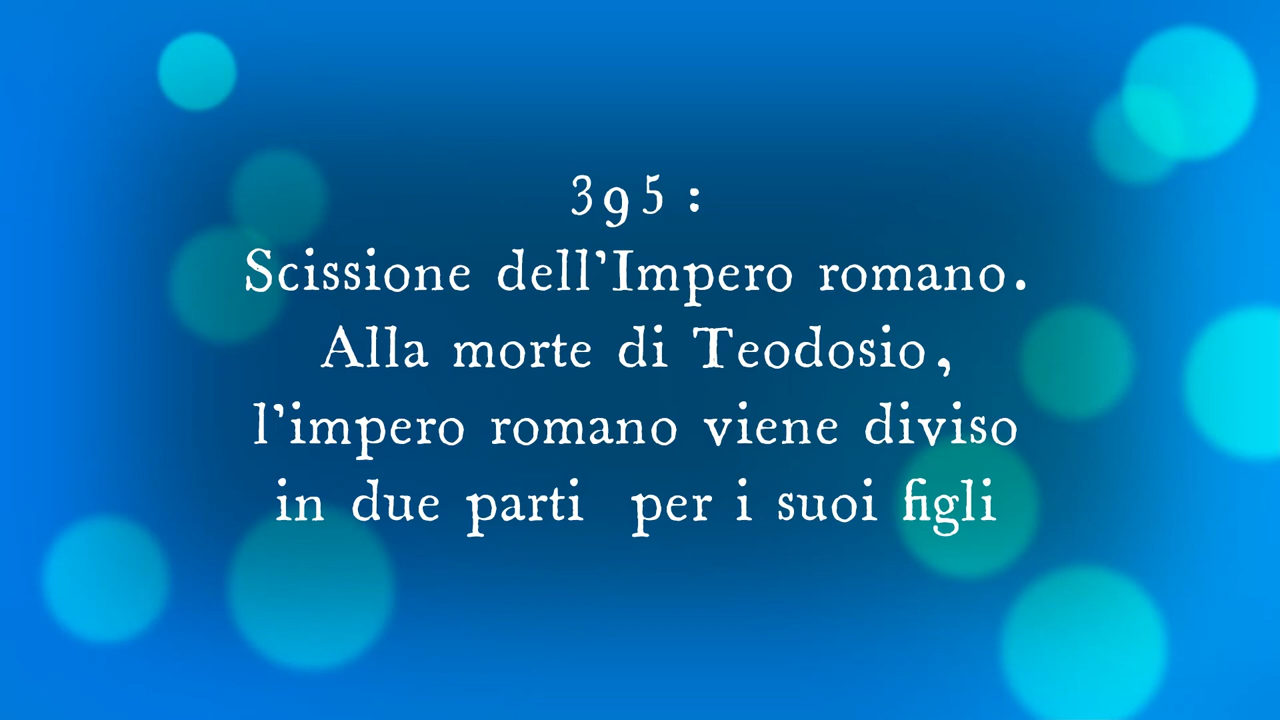 395 :
Scissione dell’Impero romano.
Alla morte di Teodosio,
l’impero romano viene diviso
in due parti  per i suoi figli